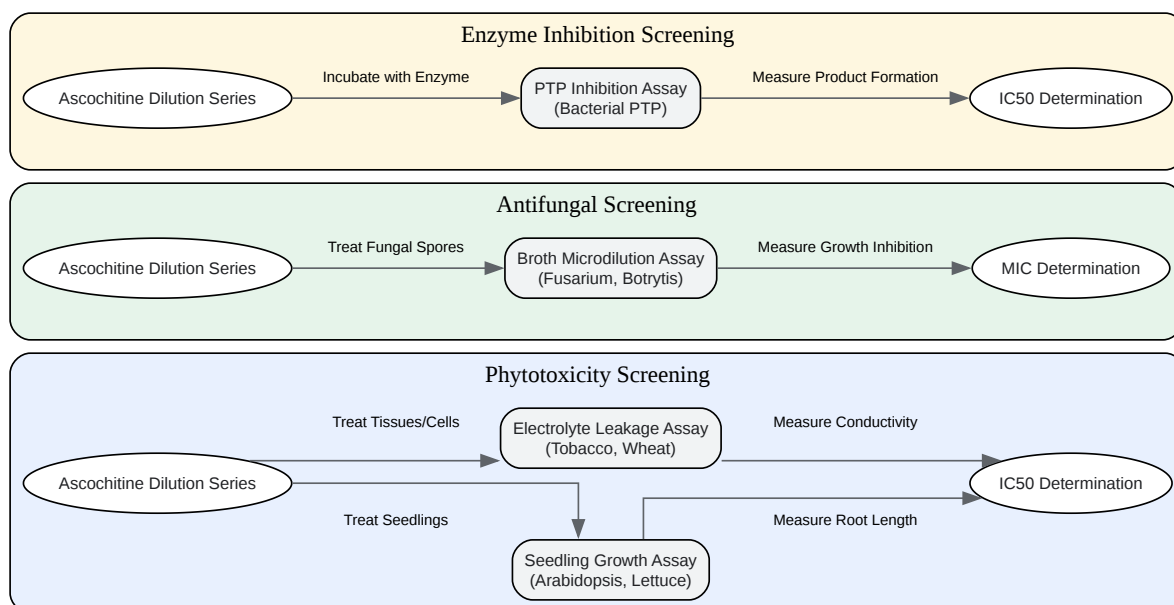 Enzyme Inhibition Screening
Incubate with Enzyme
Measure Product Formation
Ascochitine Dilution Series
PTP Inhibition Assay
(Bacterial PTP)
IC50 Determination
Antifungal Screening
Treat Fungal Spores
Measure Growth Inhibition
Ascochitine Dilution Series
Broth Microdilution Assay
(Fusarium, Botrytis)
MIC Determination
Phytotoxicity Screening
Treat Tissues/Cells
Electrolyte Leakage Assay
(Tobacco, Wheat)
Measure Conductivity
Ascochitine Dilution Series
IC50 Determination
Treat Seedlings
Measure Root Length
Seedling Growth Assay
(Arabidopsis, Lettuce)